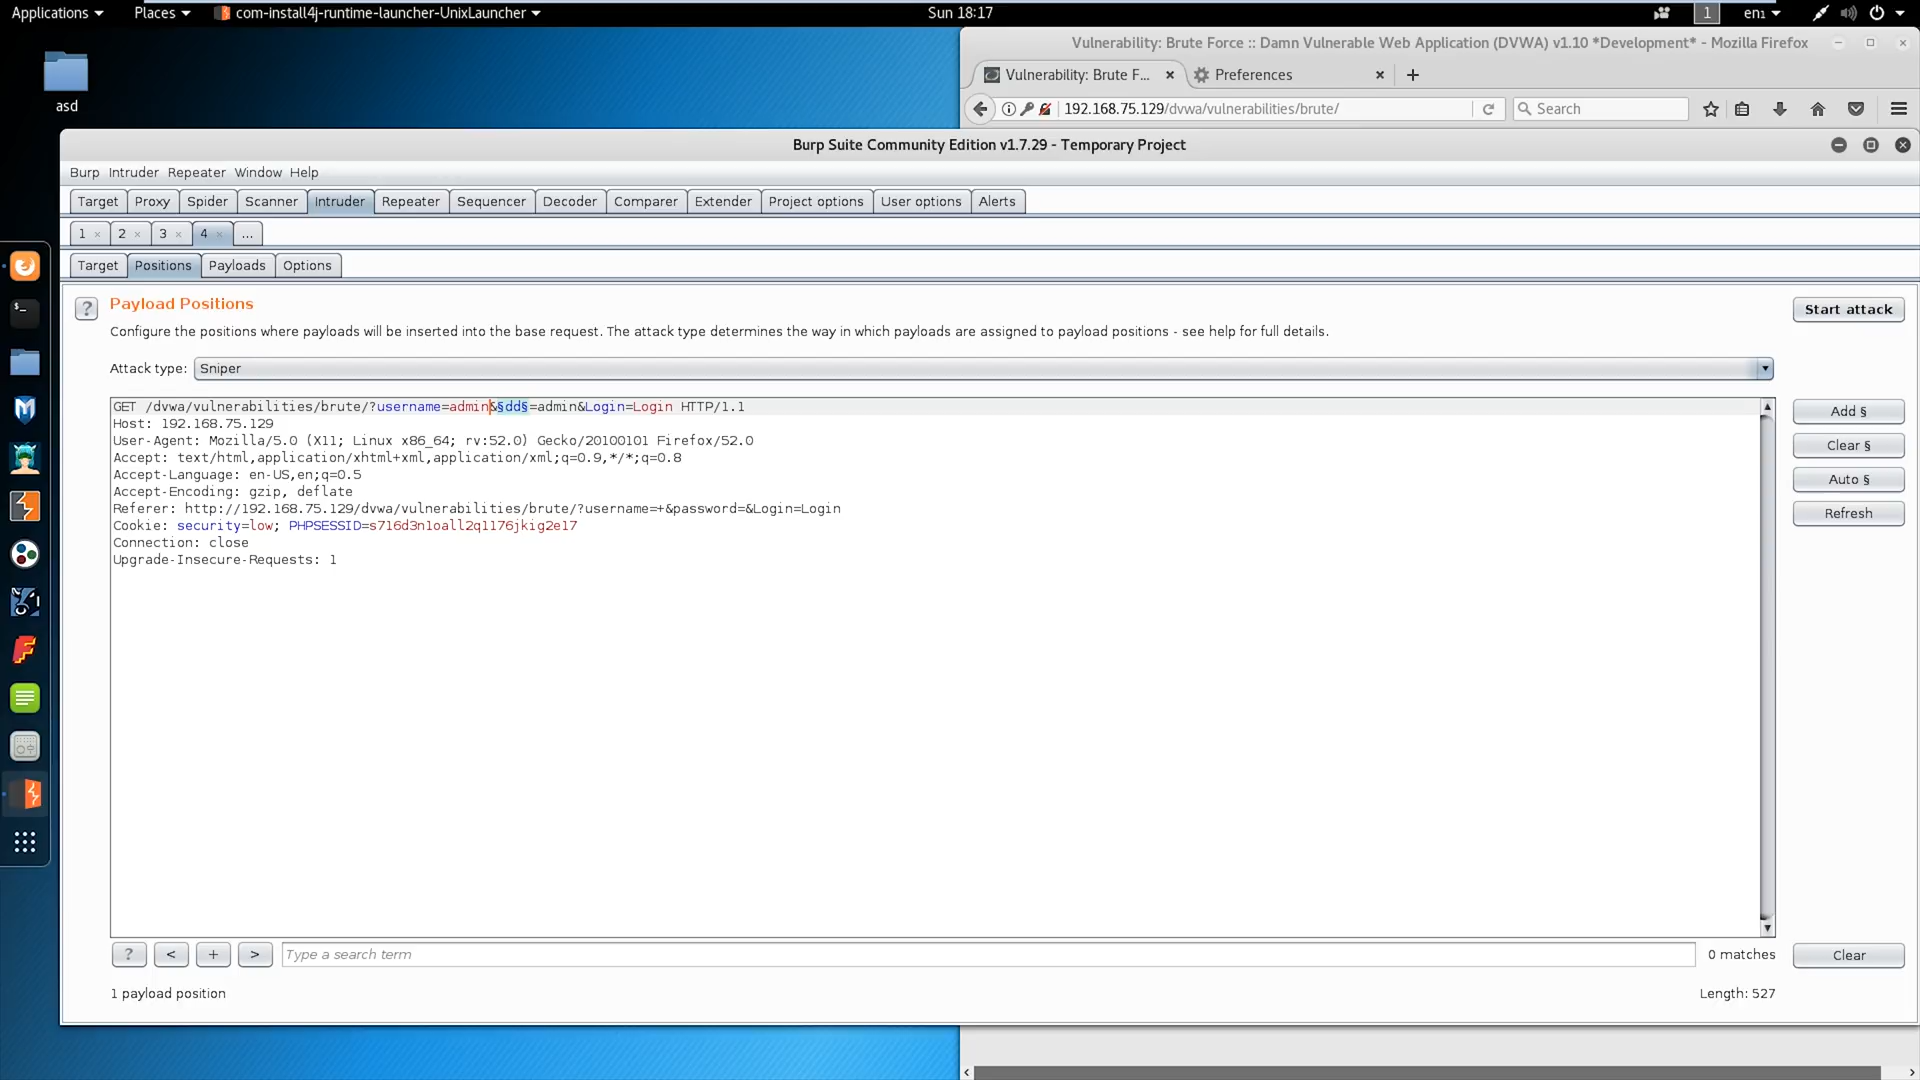 Applications Places com-install4j-runtime-launcher-UnixLauncher Sun 18:17 1 en1
asd
Vulnerability: Brute Force :: Damn Vulnerable Web Application (DVWA) v1.10 *Development* - Mozilla Firefox
Vulnerability: Brute F... Preferences
192.168.75.129/dvwa/vulnerabilities/brute/ Search
Burp Suite Community Edition v1.7.29 - Temporary Project
Burp Intruder Repeater Window Help
Target Proxy Spider Scanner Intruder Repeater Sequencer Decoder Comparer Extender Project options User options Alerts
1 × 2 × 3 × 4 × ...
Target Positions Payloads Options
? Payload Positions Start attack
Configure the positions where payloads will be inserted into the base request. The attack type determines the way in which payloads are assigned to payload positions - see help for full details.
Attack type: Sniper
GET /dvwa/vulnerabilities/brute/?username=admin&§dd§=admin&Login=Login HTTP/1.1
Host: 192.168.75.129
User-Agent: Mozilla/5.0 (X11; Linux x86_64; rv:52.0) Gecko/20100101 Firefox/52.0
Accept: text/html,application/xhtml+xml,application/xml;q=0.9,*/*;q=0.8
Accept-Language: en-US,en;q=0.5
Accept-Encoding: gzip, deflate
Referer: http://192.168.75.129/dvwa/vulnerabilities/brute/?username=+&password=&Login=Login
Cookie: security=low; PHPSESSID=s716d3n1oall2q1176jkig2e17
Connection: close
Upgrade-Insecure-Requests: 1
Add §
Clear §
Auto §
Refresh
? < + > Type a search term 0 matches Clear
1 payload position Length: 527